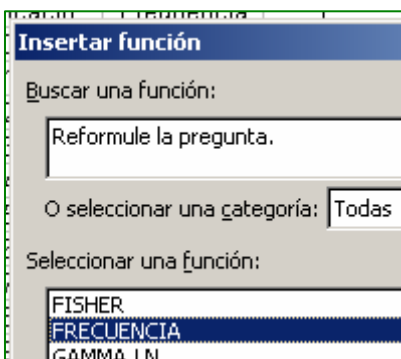 Frecuencia
Insertar función
Buscar una función:
Reformule la pregunta.
O seleccionar una categoría: Todas
Seleccionar una función:
FISHER
FRECUENCIA
GAMMA.LN